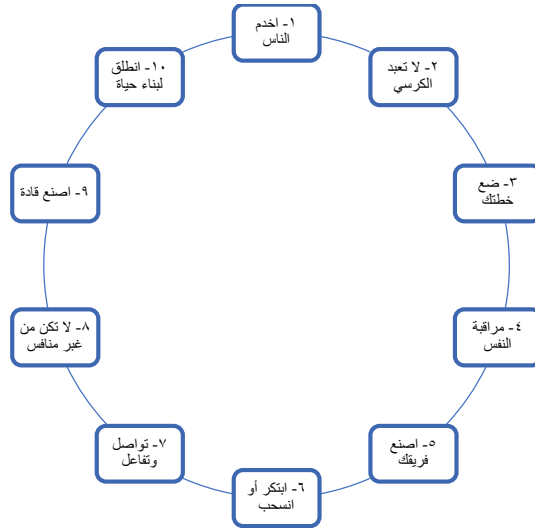 ١- اخدم
الناس
٢- لا تعبد
الكرسي
٣- ضع
خطتك
٤- مراقبة
النفس
٥- اصنع
فريقك
٦- ابتكر أو
انسحب
٧- تواصل
وتفاعل
٨- لا تكن من
غبر منافس
٩- اصنع قادة
١٠- انطلق
لبناء حياة